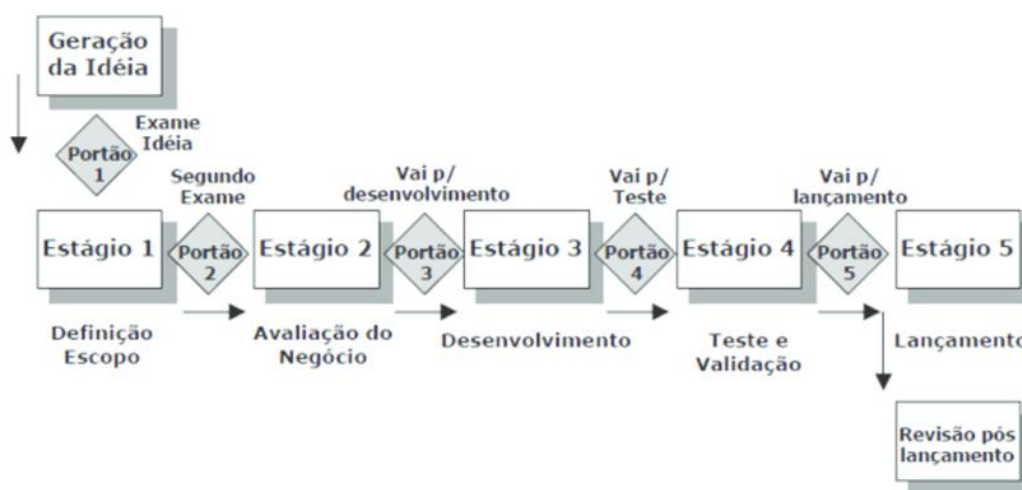 Geração
da Idéia
Exame
Idéia
Portão
1
Segundo
Exame
Vai p/
desenvolvimento
Vai p/
Teste
Vai p/
lançamento
Estágio 1
Portão
2
Estágio 2
Portão
3
Estágio 3
Portão
4
Estágio 4
Portão
5
Estágio 5
Definição
Escopo
Avaliação do
Negócio
Desenvolvimento
Teste e
Validação
Lançamento
Revisão pós
lançamento